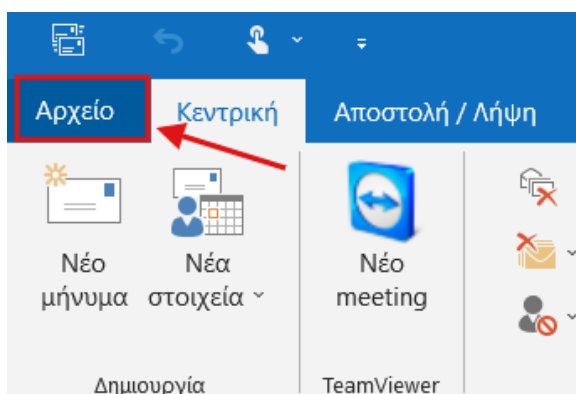 Αρχείο Κεντρική Αποστολή / Λήψη
Νέο μήνυμα
Νέα στοιχεία
Νέο meeting
Δημιουργία TeamViewer